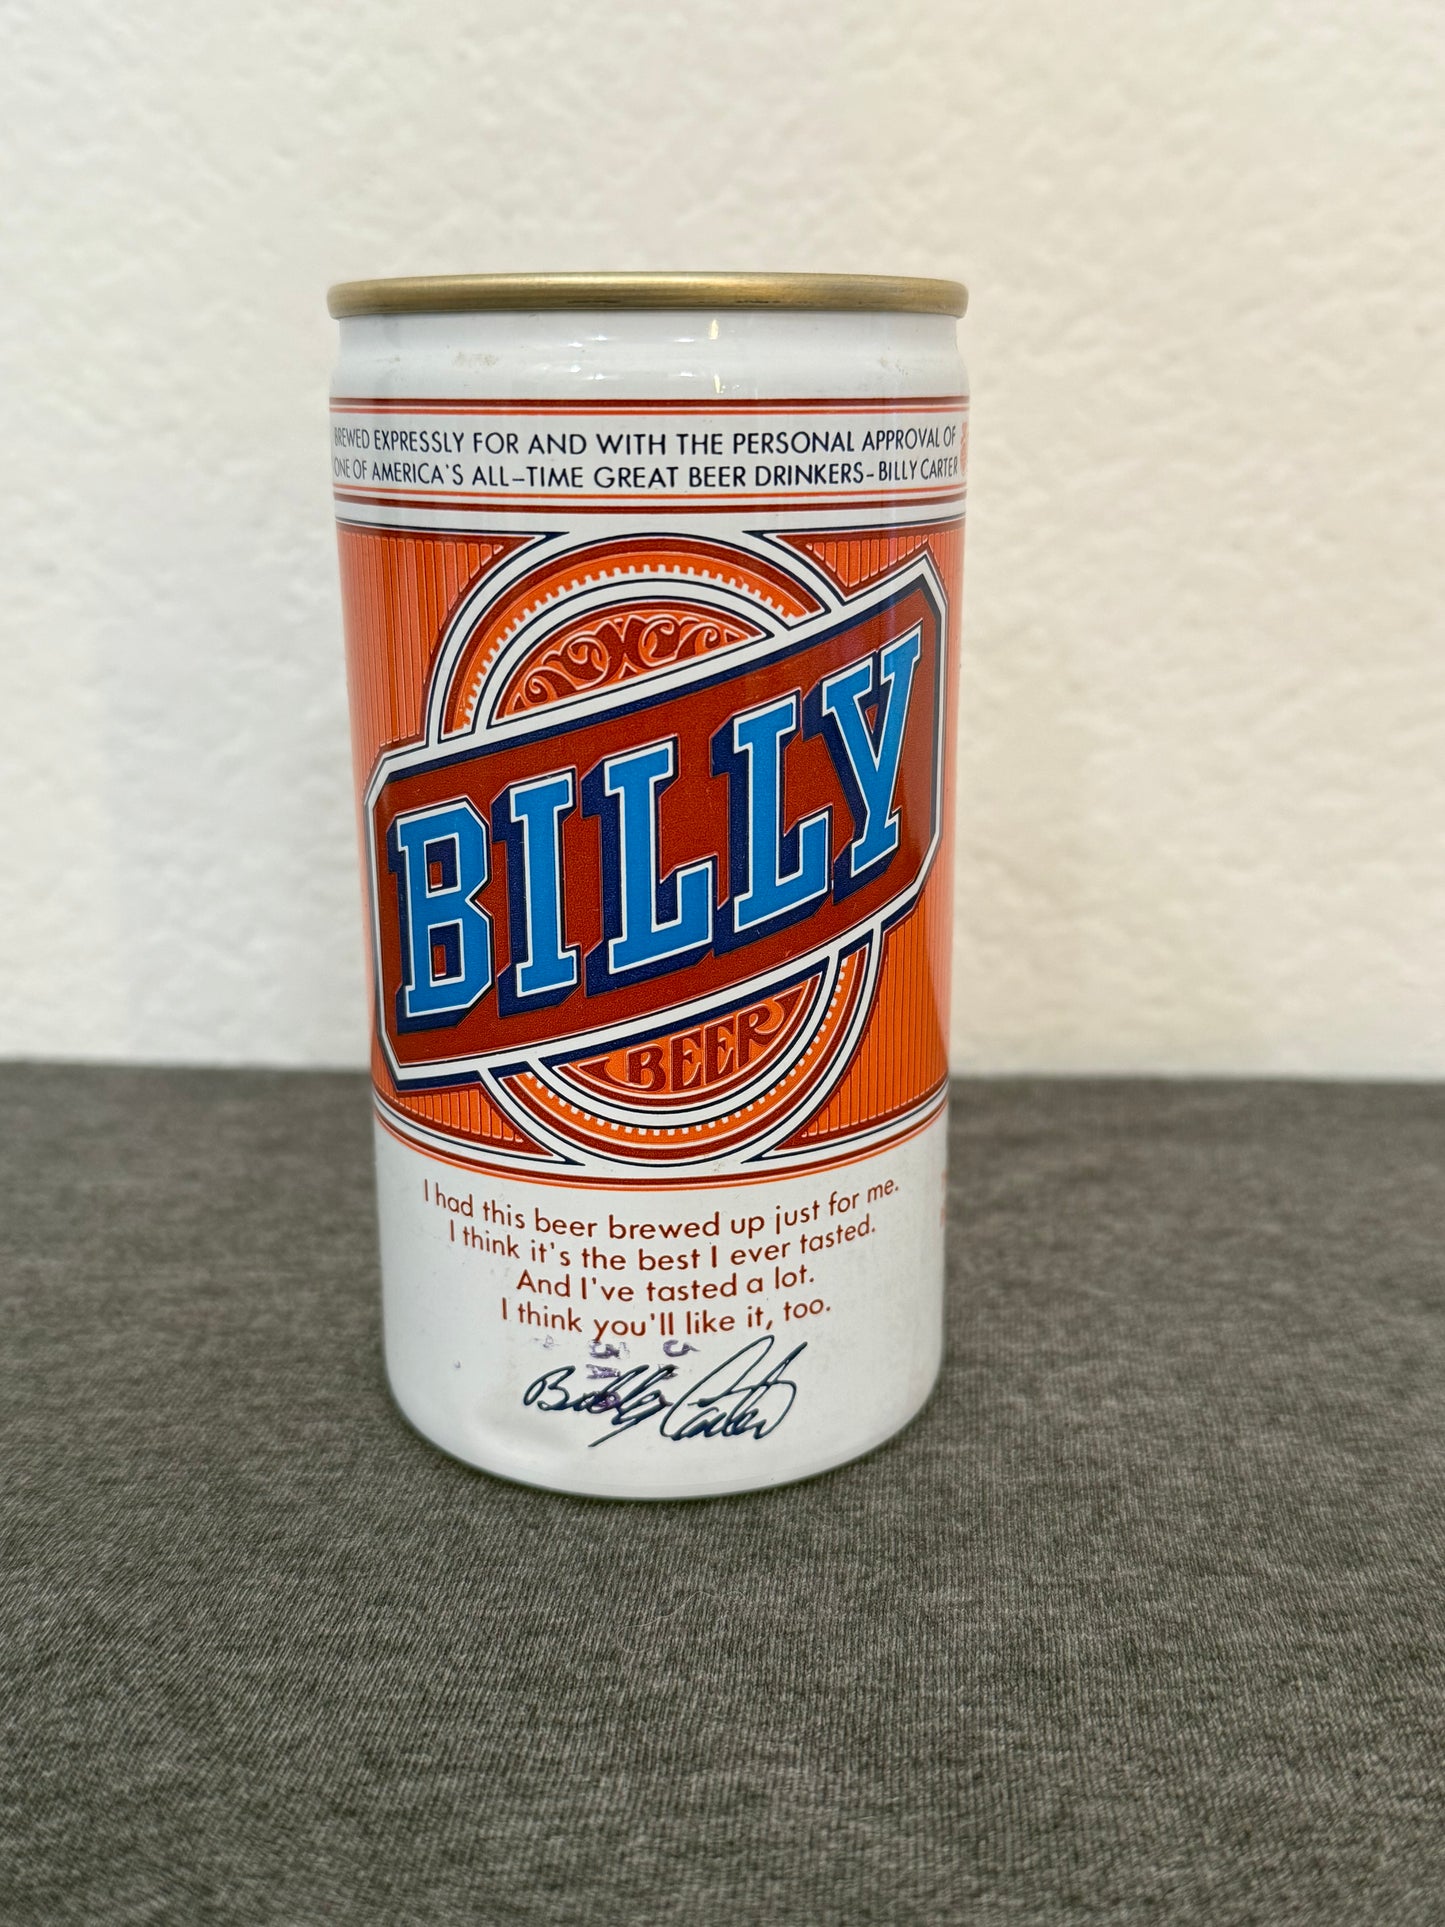 BREWED EXPRESSLY FOR AND WITH THE PERSONAL APPROVAL OF
ONE OF AMERICA'S ALL-TIME GREAT BEER DRINKERS-BILLY CARTER
BILLY
BEER
I had this beer brewed up just for me.
I think it's the best I ever tasted.
And I've tasted a lot.
I think you'll like it, too.
Billy Carter